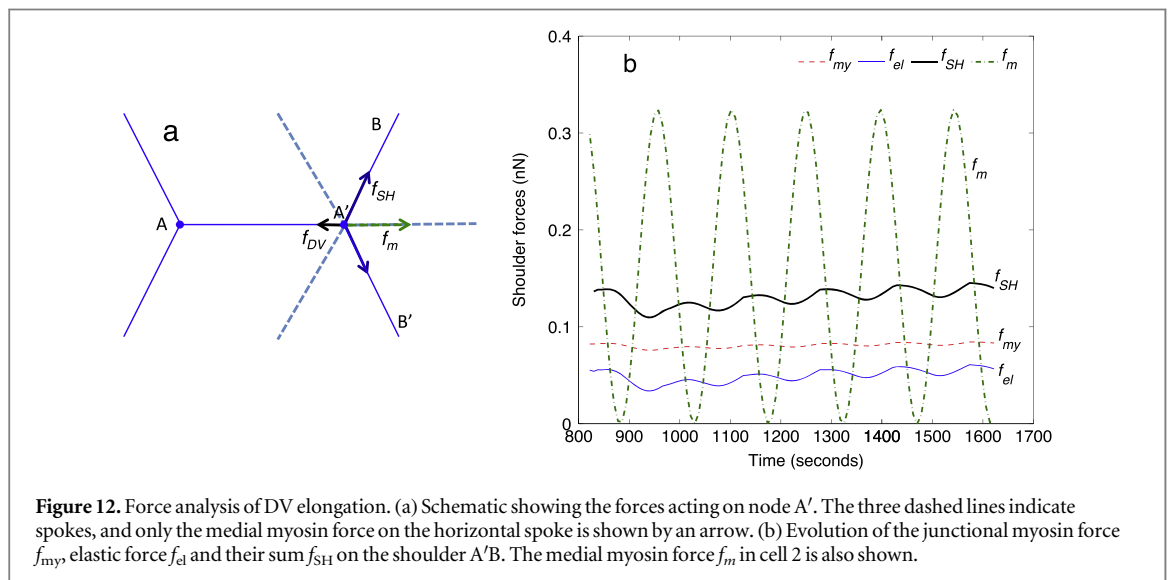 a
B
f_SH
A
A′
f_DV
f_m
B′
b
f_my f_el f_SH f_m
0.4
0.3
0.2
0.1
0
Shoulder forces (nN)
f_m
f_SH
f_my
f_el
800 900 1000 1100 1200 1300 1400 1500 1600 1700
Time (seconds)
Figure 12. Force analysis of DV elongation. (a) Schematic showing the forces acting on node A′. The three dashed lines indicate
spokes, and only the medial myosin force on the horizontal spoke is shown by an arrow. (b) Evolution of the junctional myosin force
f_my, elastic force f_el and their sum f_SH on the shoulder A′B. The medial myosin force f_m in cell 2 is also shown.